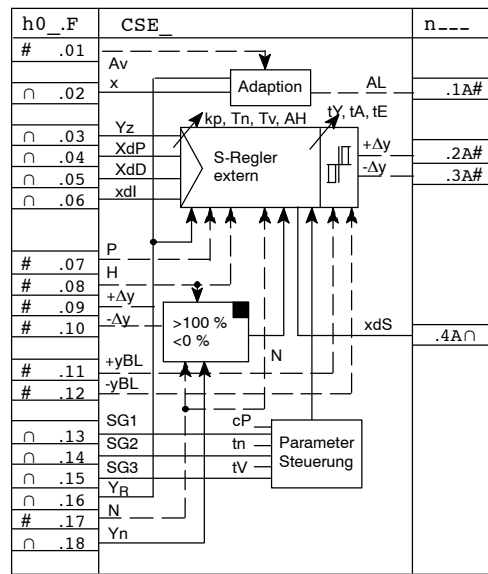 h0_.F CSE_ n___
# .01 Av
∩ .02 x Adaption AL .1A#
kp, Tn, Tv, AH tY, tA, tE
∩ .03 Yz
∩ .04 XdP S-Regler +Δy .2A#
∩ .05 XdD extern -Δy .3A#
∩ .06 xdI
# .07 P
# .08 H
# .09 +Δy
# .10 -Δy >100 % xdS .4A∩
<0 % N
# .11 +yBL
# .12 -yBL
∩ .13 SG1 cP
∩ .14 SG2 tn Parameter
∩ .15 SG3 tV Steuerung
∩ .16 YR
# .17 N
∩ .18 Yn